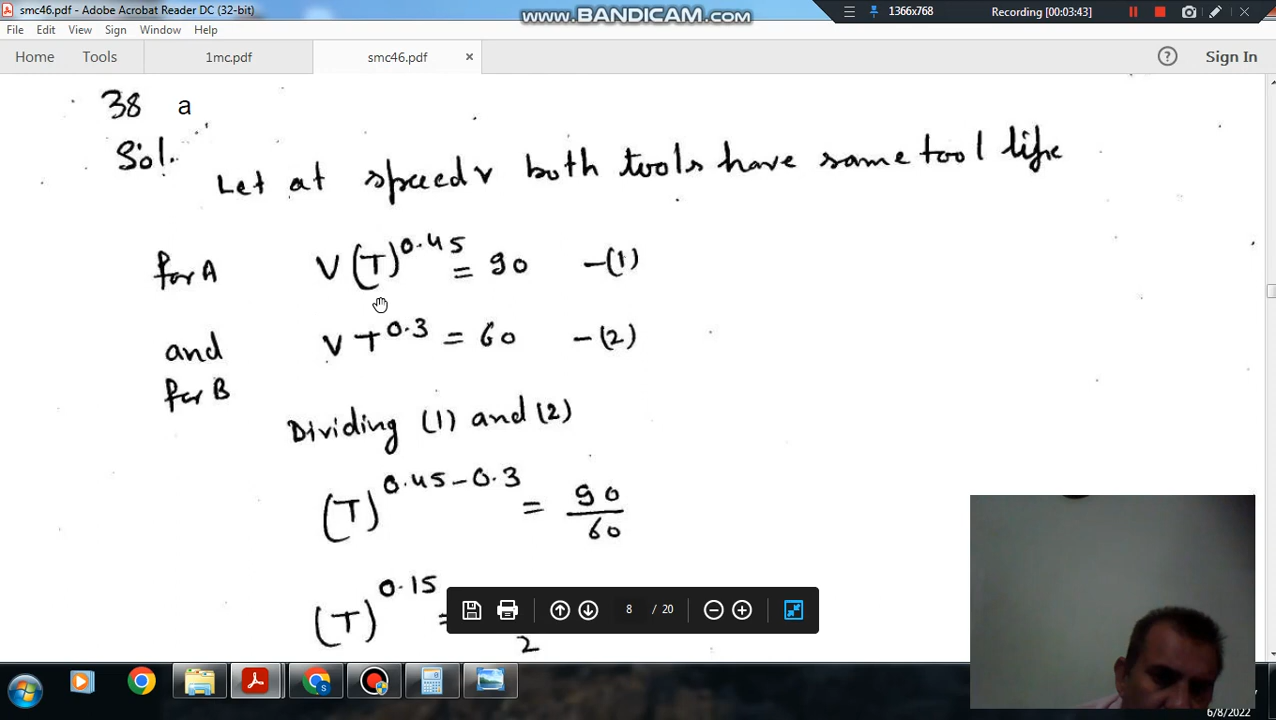 smc46.pdf - Adobe Acrobat Reader DC (32-bit)
www.BANDICAM.com
1366x768
Recording [00:03:43]
File Edit View Sign Window Help
Home Tools 1mc.pdf smc46.pdf × ? Sign In
38 a
Sol.
Let at speed v both tools have same tool life
for A V(T)^0.45 = 90 -(1)
and VT^0.3 = 60 -(2)
for B
Dividing (1) and (2)
(T)^0.45-0.3 = 90/60
(T)^0.15 =
2
8 / 20
6/8/2022